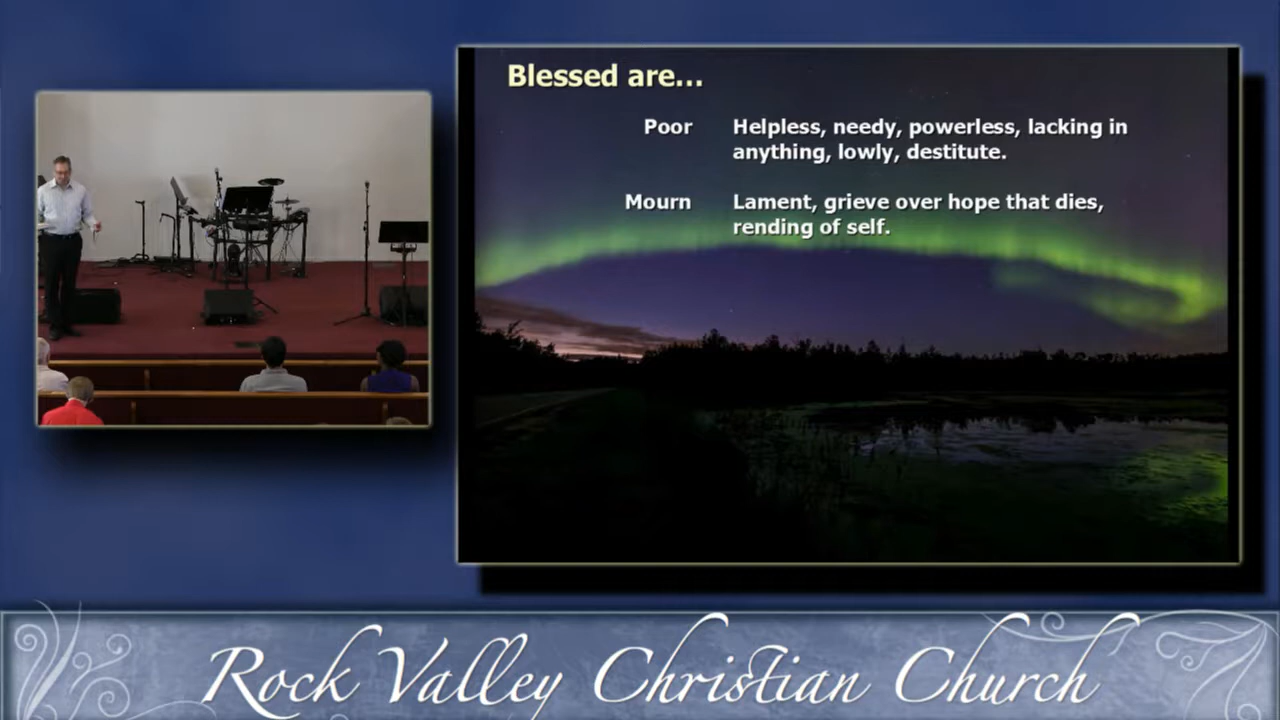 Blessed are...
Poor
Helpless, needy, powerless, lacking in
anything, lowly, destitute.
Mourn
Lament, grieve over hope that dies,
rending of self.
Rock Valley Christian Church